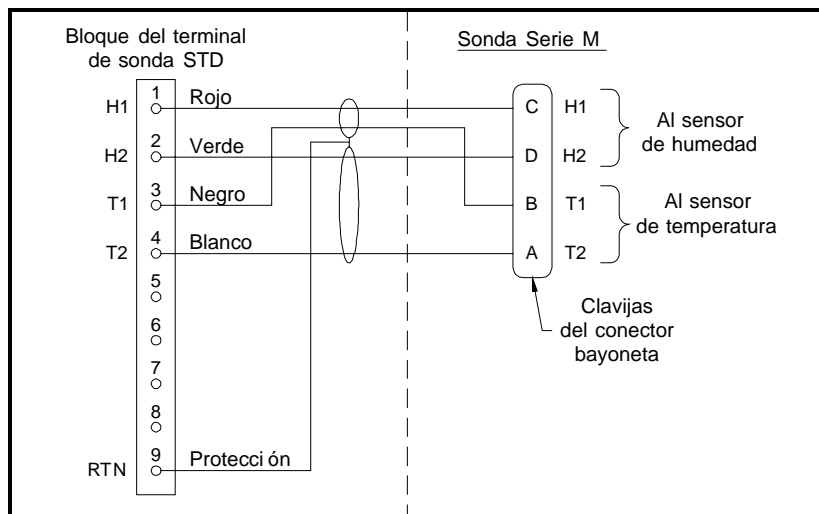 Bloque del terminal
de sonda STD
Sonda Serie M
H1 1 Rojo C H1
Al sensor
de humedad
H2 2 Verde D H2
T1 3 Negro B T1
Al sensor
de temperatura
T2 4 Blanco A T2
5
6
7
8
RTN 9 Protecci ón
Clavijas
del conector
bayoneta